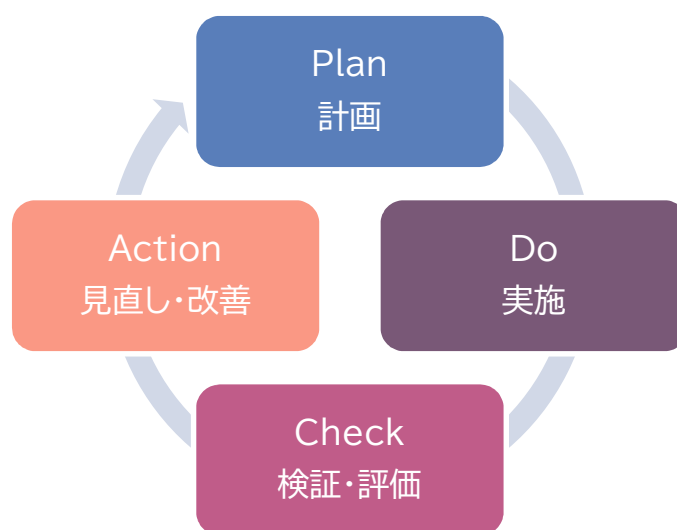 Plan
計画
Do
実施
Check
検証・評価
Action
見直し・改善